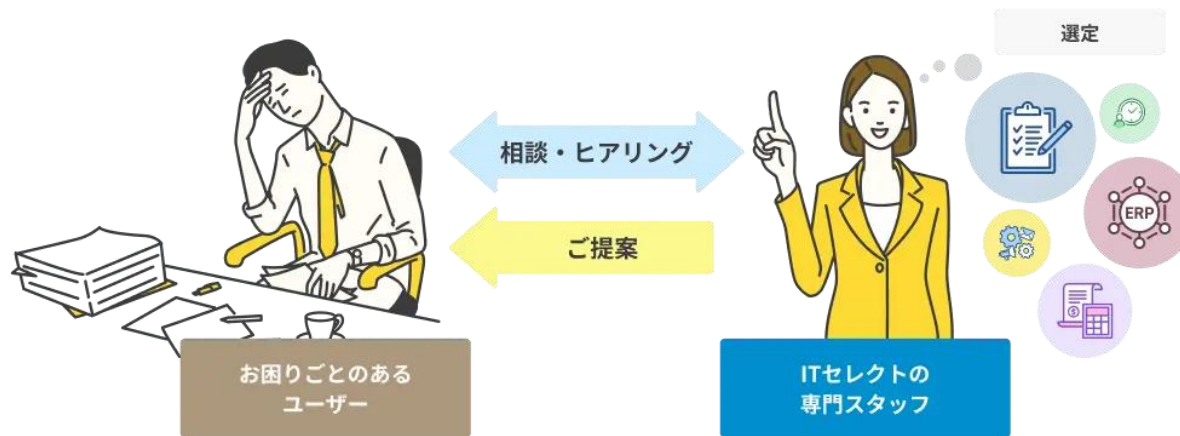 選定
相談・ヒアリング
ERP
ご提案
お困りごとのある
ユーザー
ITセレクトの
専門スタッフ